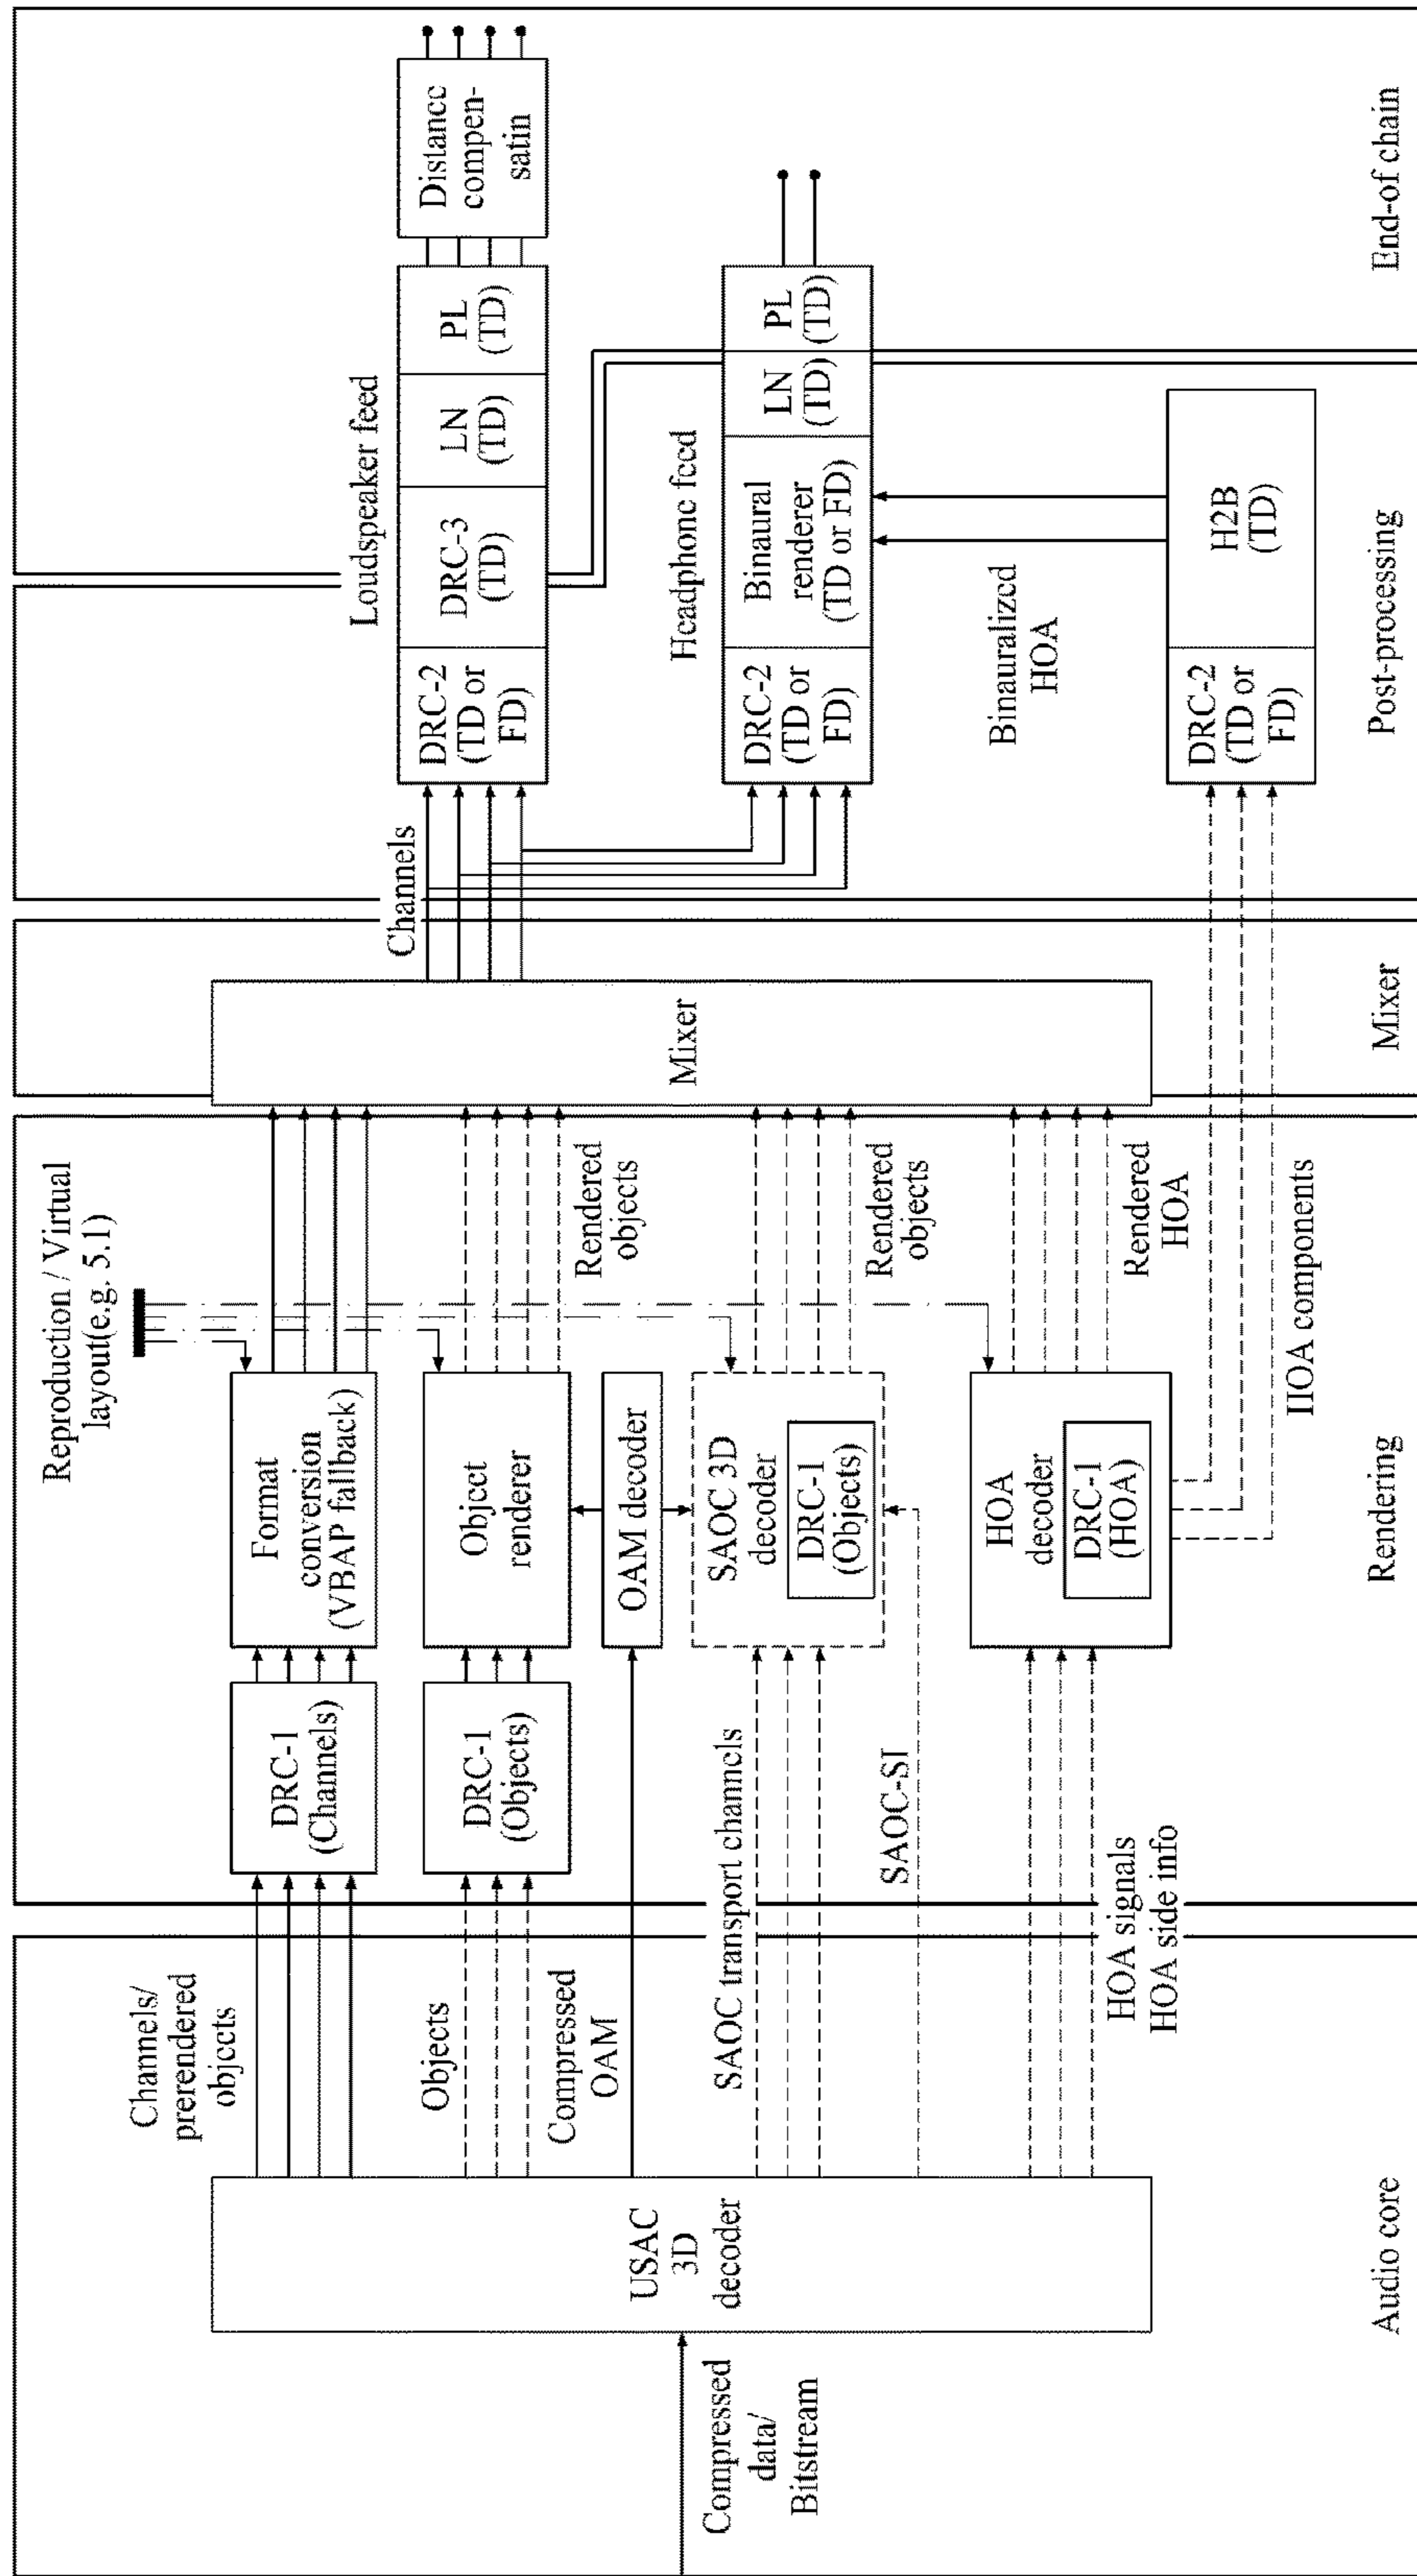 Compressed
data/
Bitstream
USAC
3D
decoder
Audio core
Channels/
prerendered
objects
Objects
Compressed
OAM
SAOC transport channels
SAOC-SI
HOA signals
HOA side info
DRC-1
(Channels)
DRC-1
(Objects)
Format
conversion
(VBAP fallback)
Object
renderer
OAM decoder
SAOC 3D
decoder
DRC-1
(Objects)
HOA
decoder
DRC-1
(HOA)
Reproduction / Virtual
layout(e.g. 5.1)
Rendered
objects
Rendered
objects
Rendered
HOA
HOA components
Rendering
Mixer
Mixer
Channels
Loudspeaker feed
DRC-2
(TD or
FD)
DRC-3
(TD)
LN
(TD)
PL
(TD)
Distance
compen-
satin
Headphone feed
DRC-2
(TD or
FD)
Binaural
renderer
(TD or FD)
LN
(TD)
PL
(TD)
Binauralized
HOA
DRC-2
(TD or
FD)
H2B
(TD)
Post-processing
End-of chain